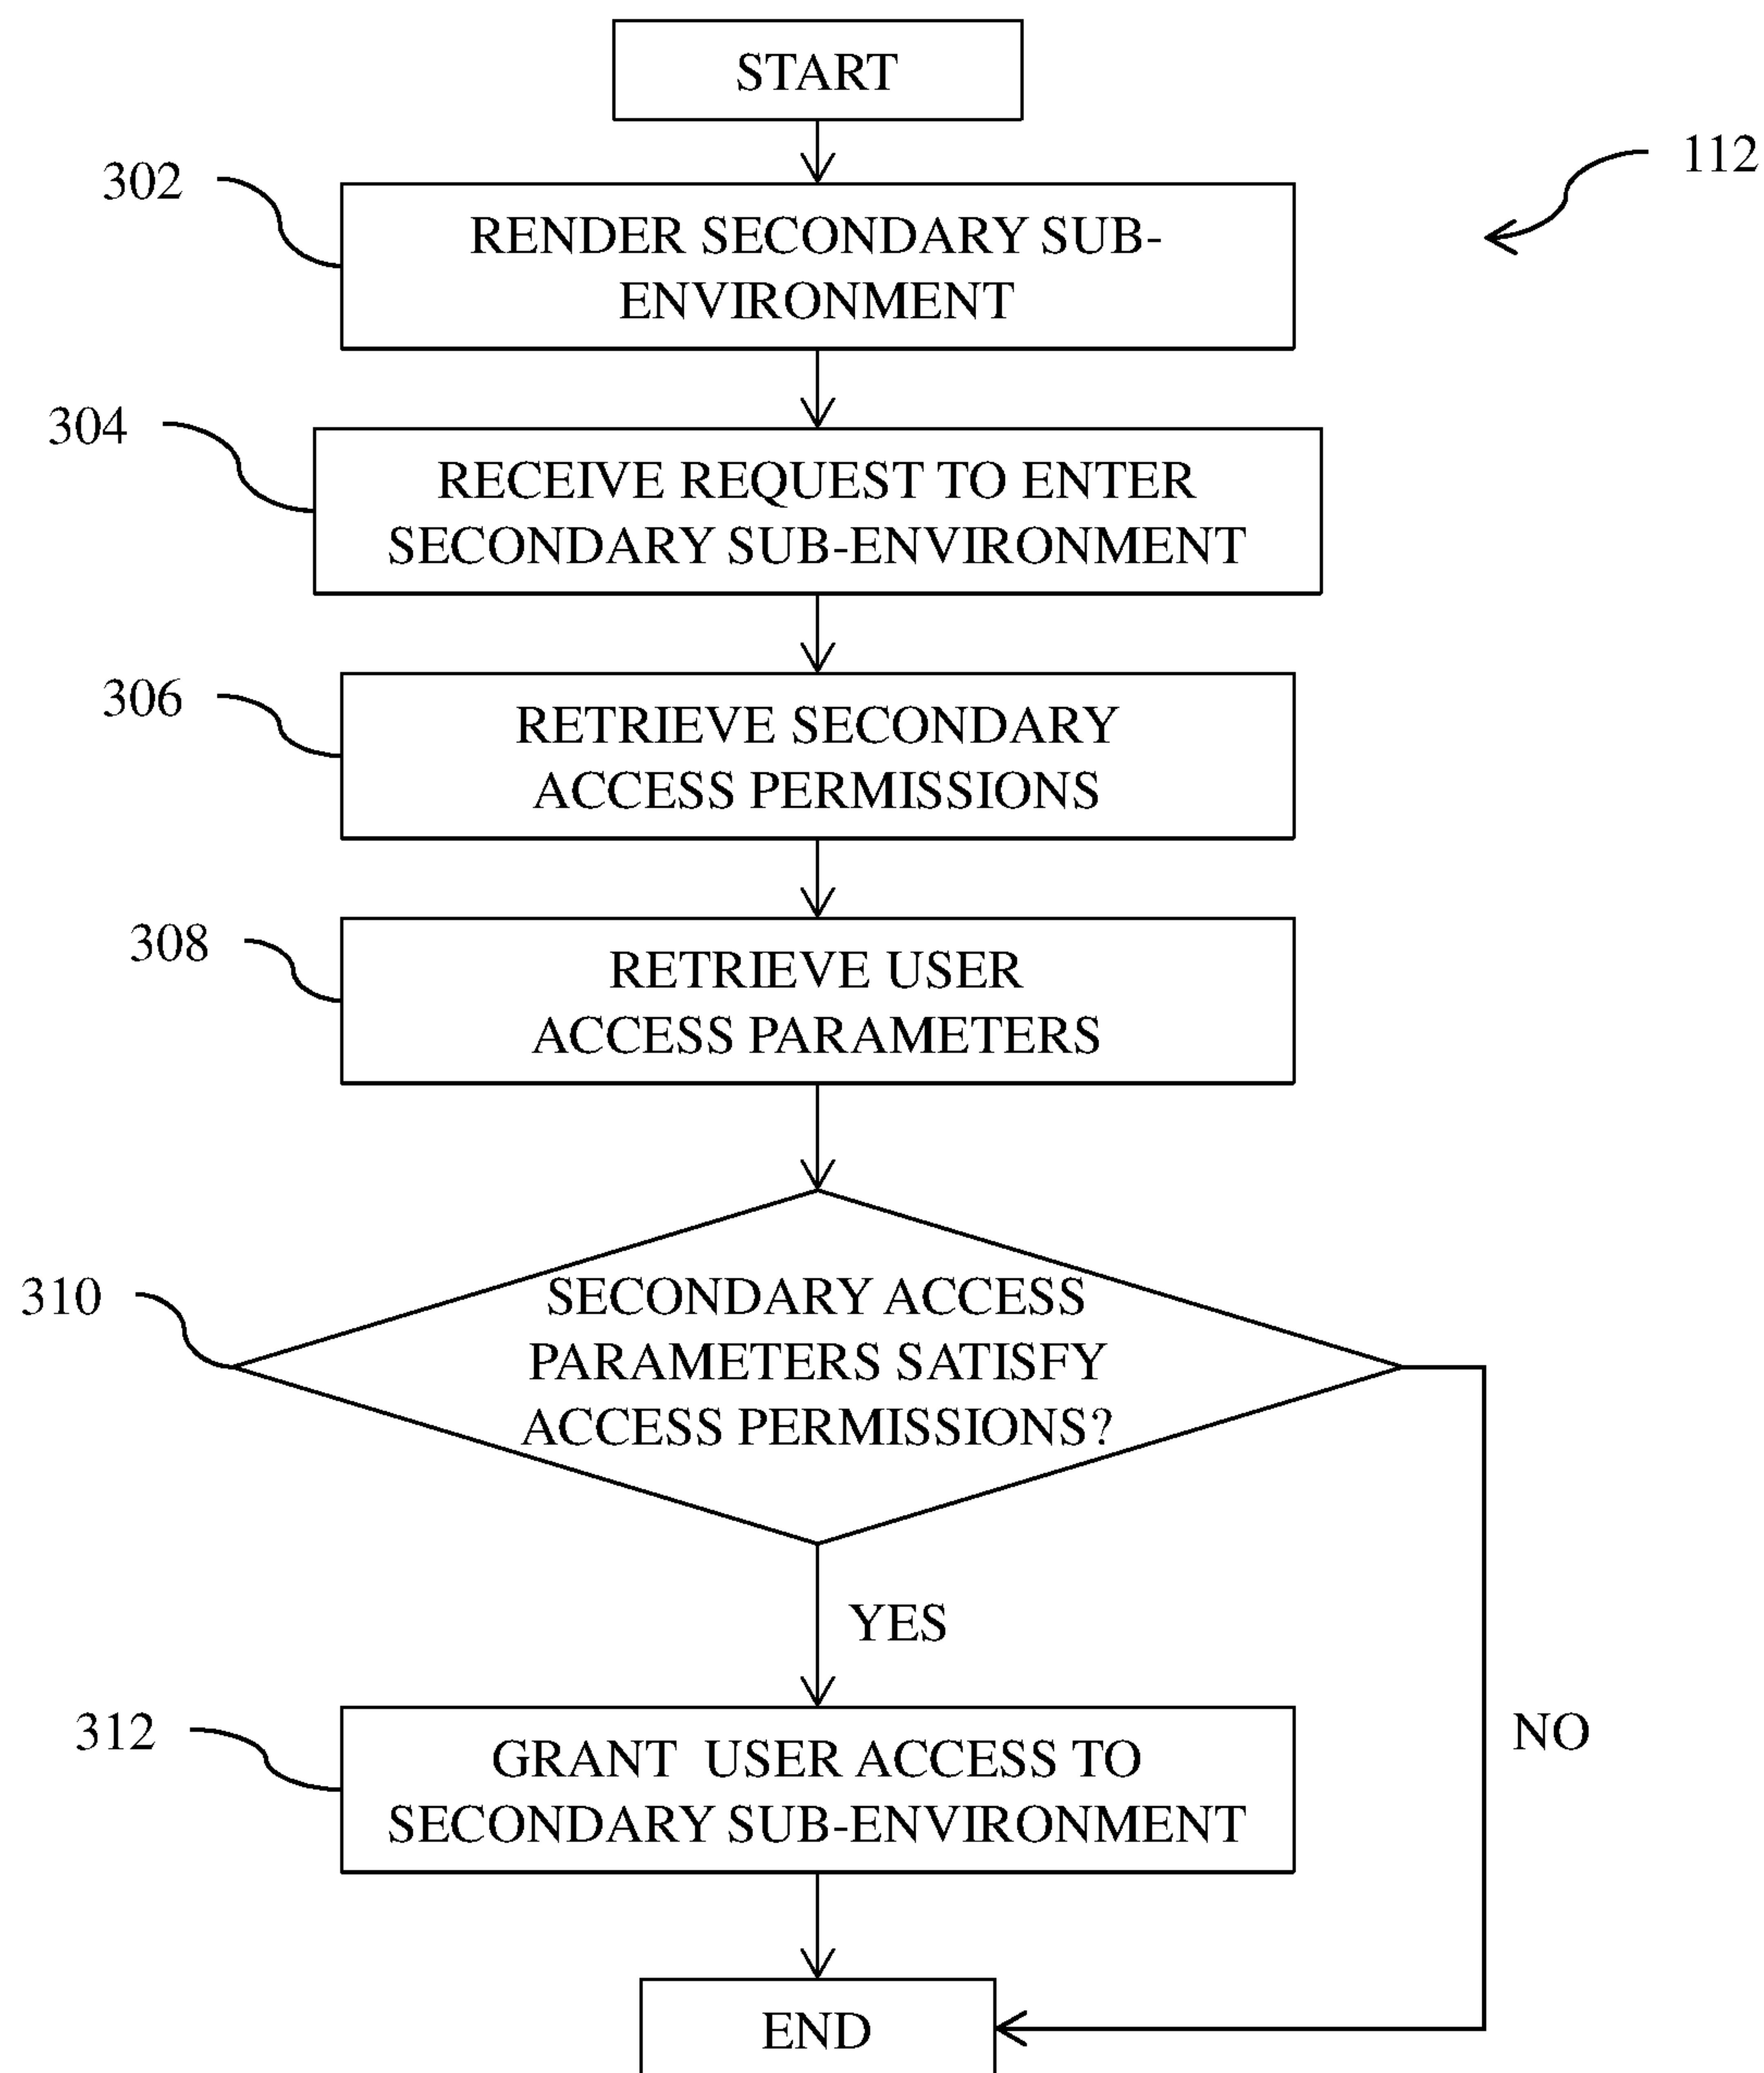 START
112
302
RENDER SECONDARY SUB-
ENVIRONMENT
304
RECEIVE REQUEST TO ENTER
SECONDARY SUB-ENVIRONMENT
306
RETRIEVE SECONDARY
ACCESS PERMISSIONS
308
RETRIEVE USER
ACCESS PARAMETERS
310
SECONDARY ACCESS
PARAMETERS SATISFY
ACCESS PERMISSIONS?
YES
NO
312
GRANT USER ACCESS TO
SECONDARY SUB-ENVIRONMENT
END